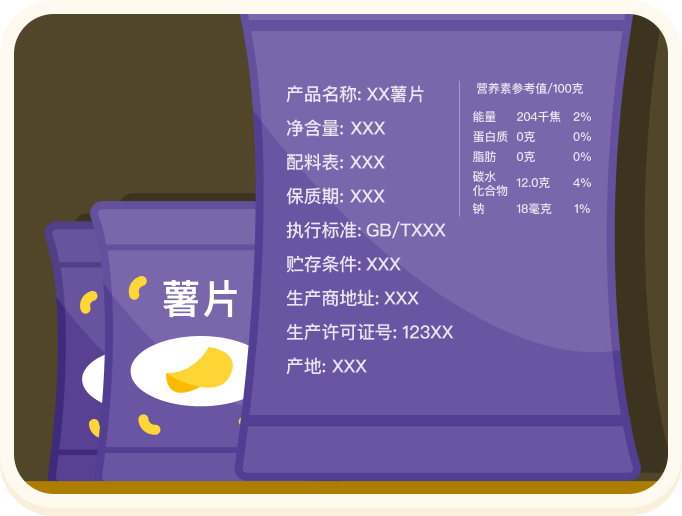 产品名称: XX薯片
净含量: XXX
配料表: XXX
保质期: XXX
执行标准: GB/TXXX
贮存条件: XXX
生产商地址: XXX
生产许可证号: 123XX
产地: XXX
营养素参考值/100克
能量 204千焦 2%
蛋白质 0克 0%
脂肪 0克 0%
碳水
化合物 12.0克 4%
钠 18毫克 1%
薯片